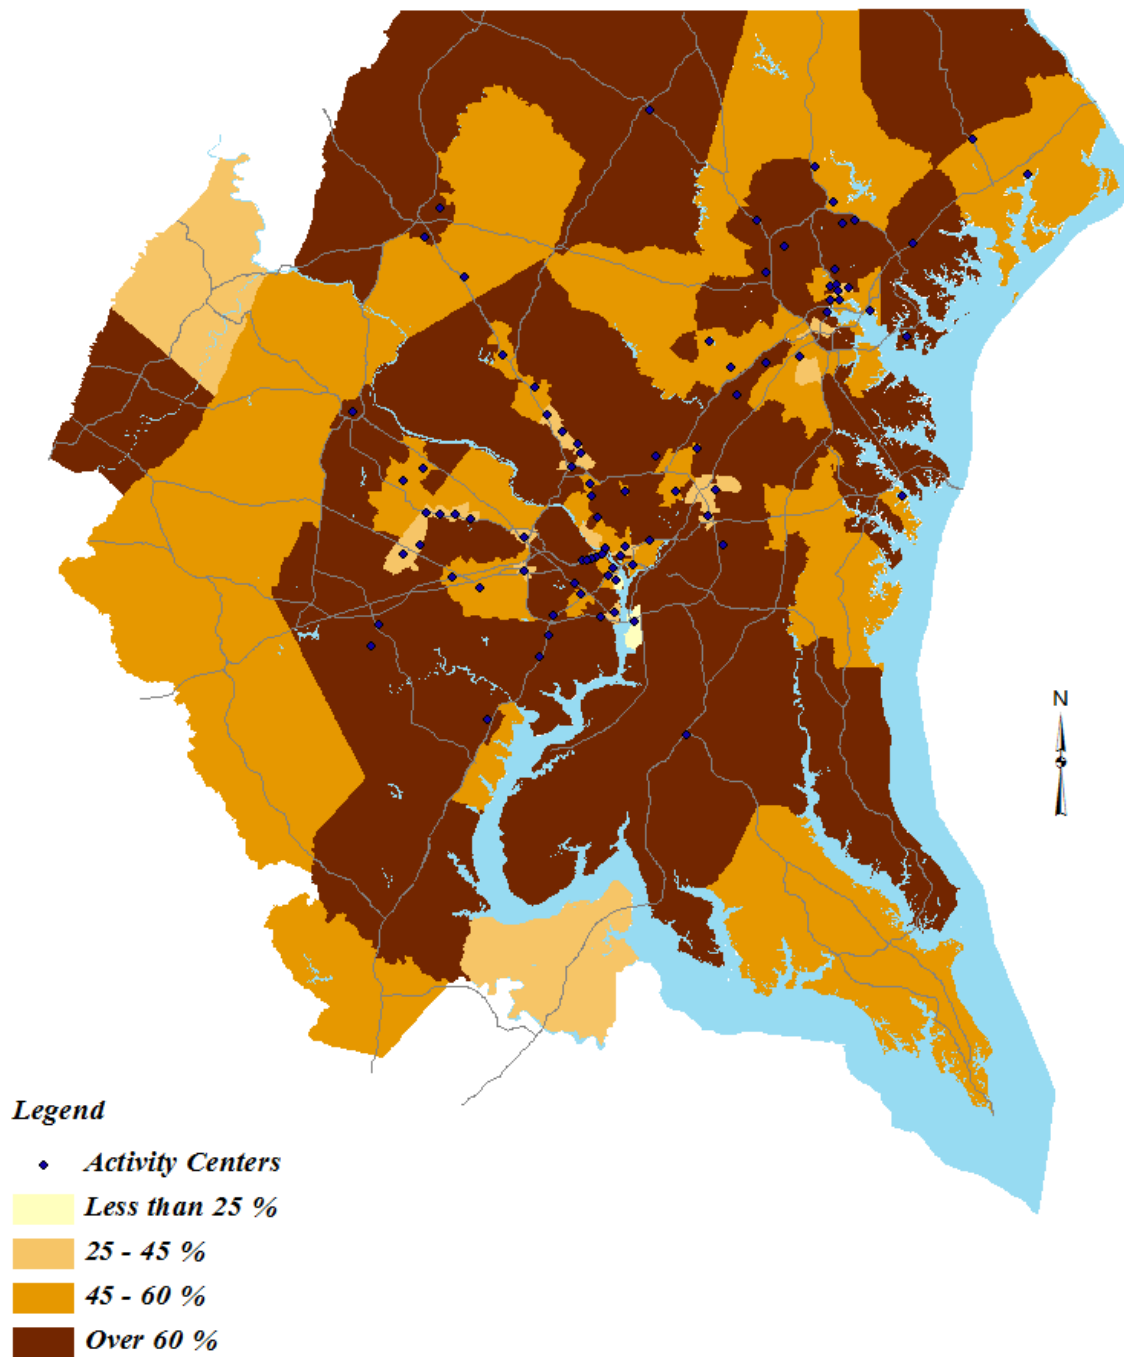 N
Legend
Activity Centers
Less than 25 %
25 - 45 %
45 - 60 %
Over 60 %